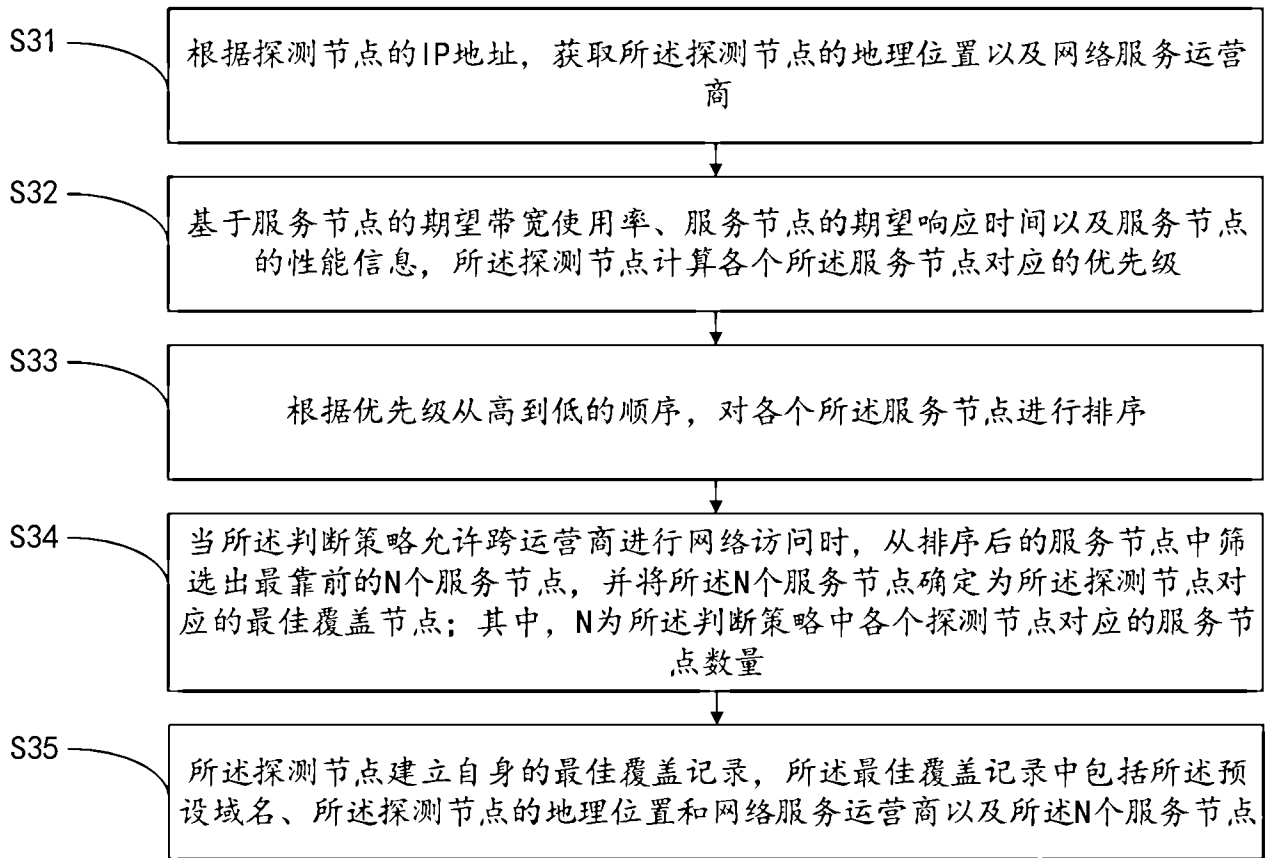 S31
根据探测节点的IP地址，获取所述探测节点的地理位置以及网络服务运营
商
S32
基于服务节点的期望带宽使用率、服务节点的期望响应时间以及服务节点
的性能信息，所述探测节点计算各个所述服务节点对应的优先级
S33
根据优先级从高到低的顺序，对各个所述服务节点进行排序
S34
当所述判断策略允许跨运营商进行网络访问时，从排序后的服务节点中筛
选出最靠前的N个服务节点，并将所述N个服务节点确定为所述探测节点对
应的最佳覆盖节点；其中，N为所述判断策略中各个探测节点对应的服务节
点数量
S35
所述探测节点建立自身的最佳覆盖记录，所述最佳覆盖记录中包括所述预
设域名、所述探测节点的地理位置和网络服务运营商以及所述N个服务节点